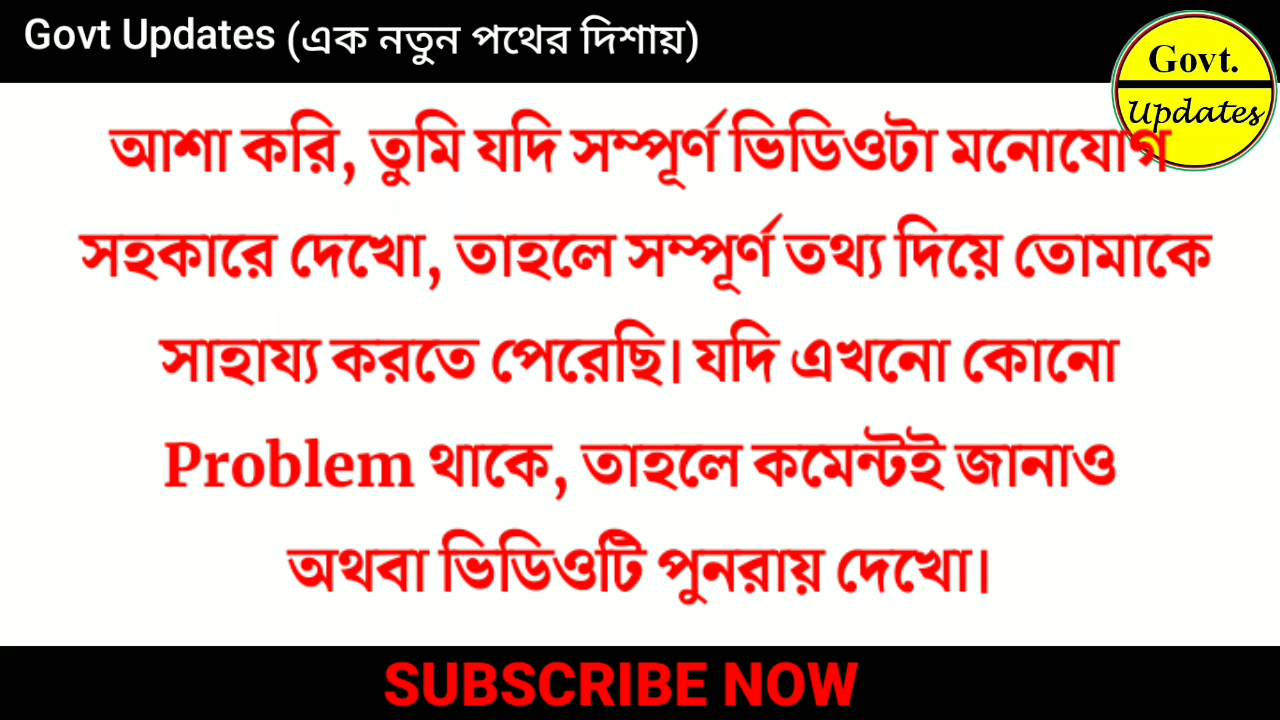 Govt Updates (এক নতুন পথের দিশায়)
Govt.
Updates
আশা করি, তুমি যদি সম্পূর্ণ ভিডিওটা মনোযোগ
সহকারে দেখো, তাহলে সম্পূর্ণ তথ্য দিয়ে তোমাকে
সাহায্য করতে পেরেছি। যদি এখনো কোনো
Problem থাকে, তাহলে কমেন্টই জানাও
অথবা ভিডিওটি পুনরায় দেখো।
SUBSCRIBE NOW